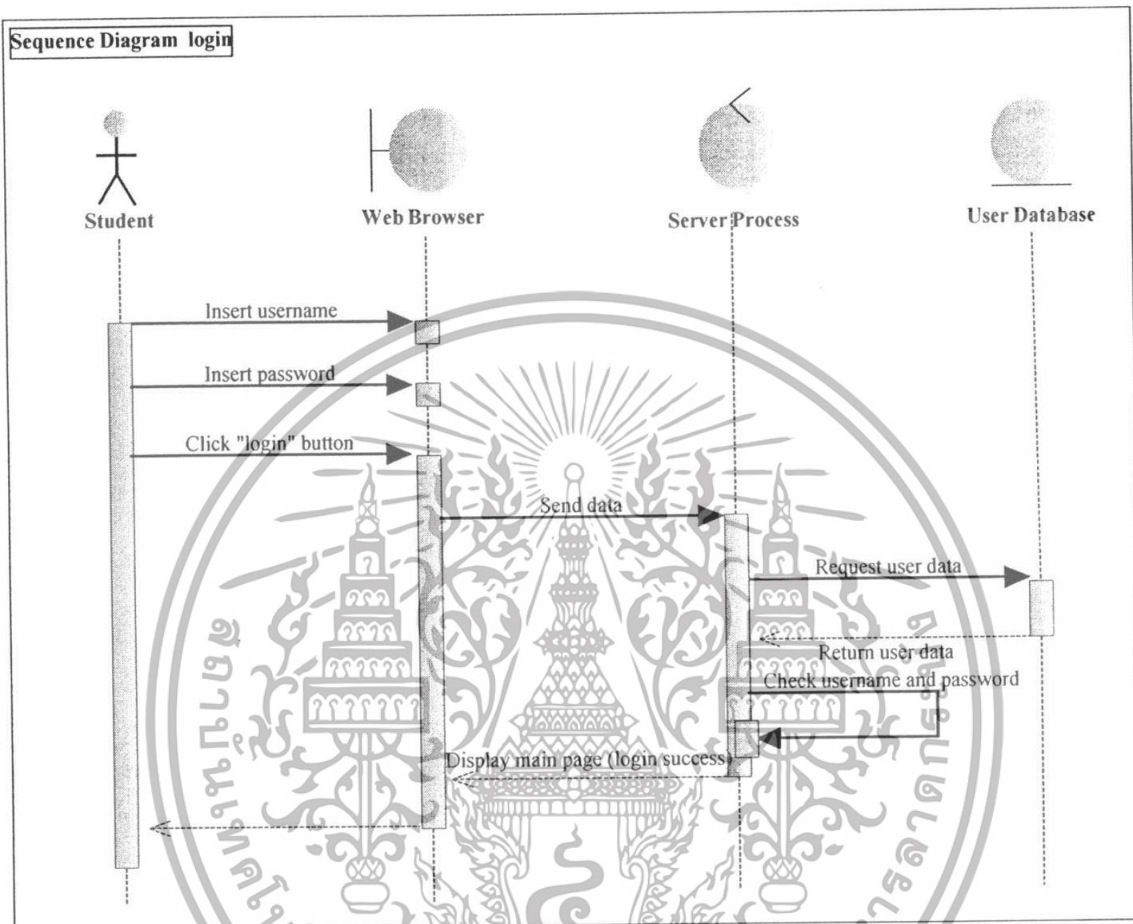 Sequence Diagram login
Student
Web Browser
Server Process
User Database
Insert username
Insert password
Click "login" button
Send data
Request user data
Return user data
Check username and password
Display main page (login success)